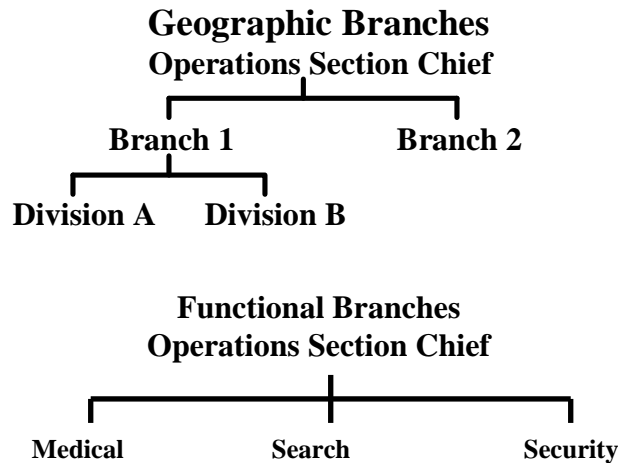 Geographic Branches
Operations Section Chief
Branch 1 Branch 2
Division A Division B
Functional Branches
Operations Section Chief
Medical Search Security